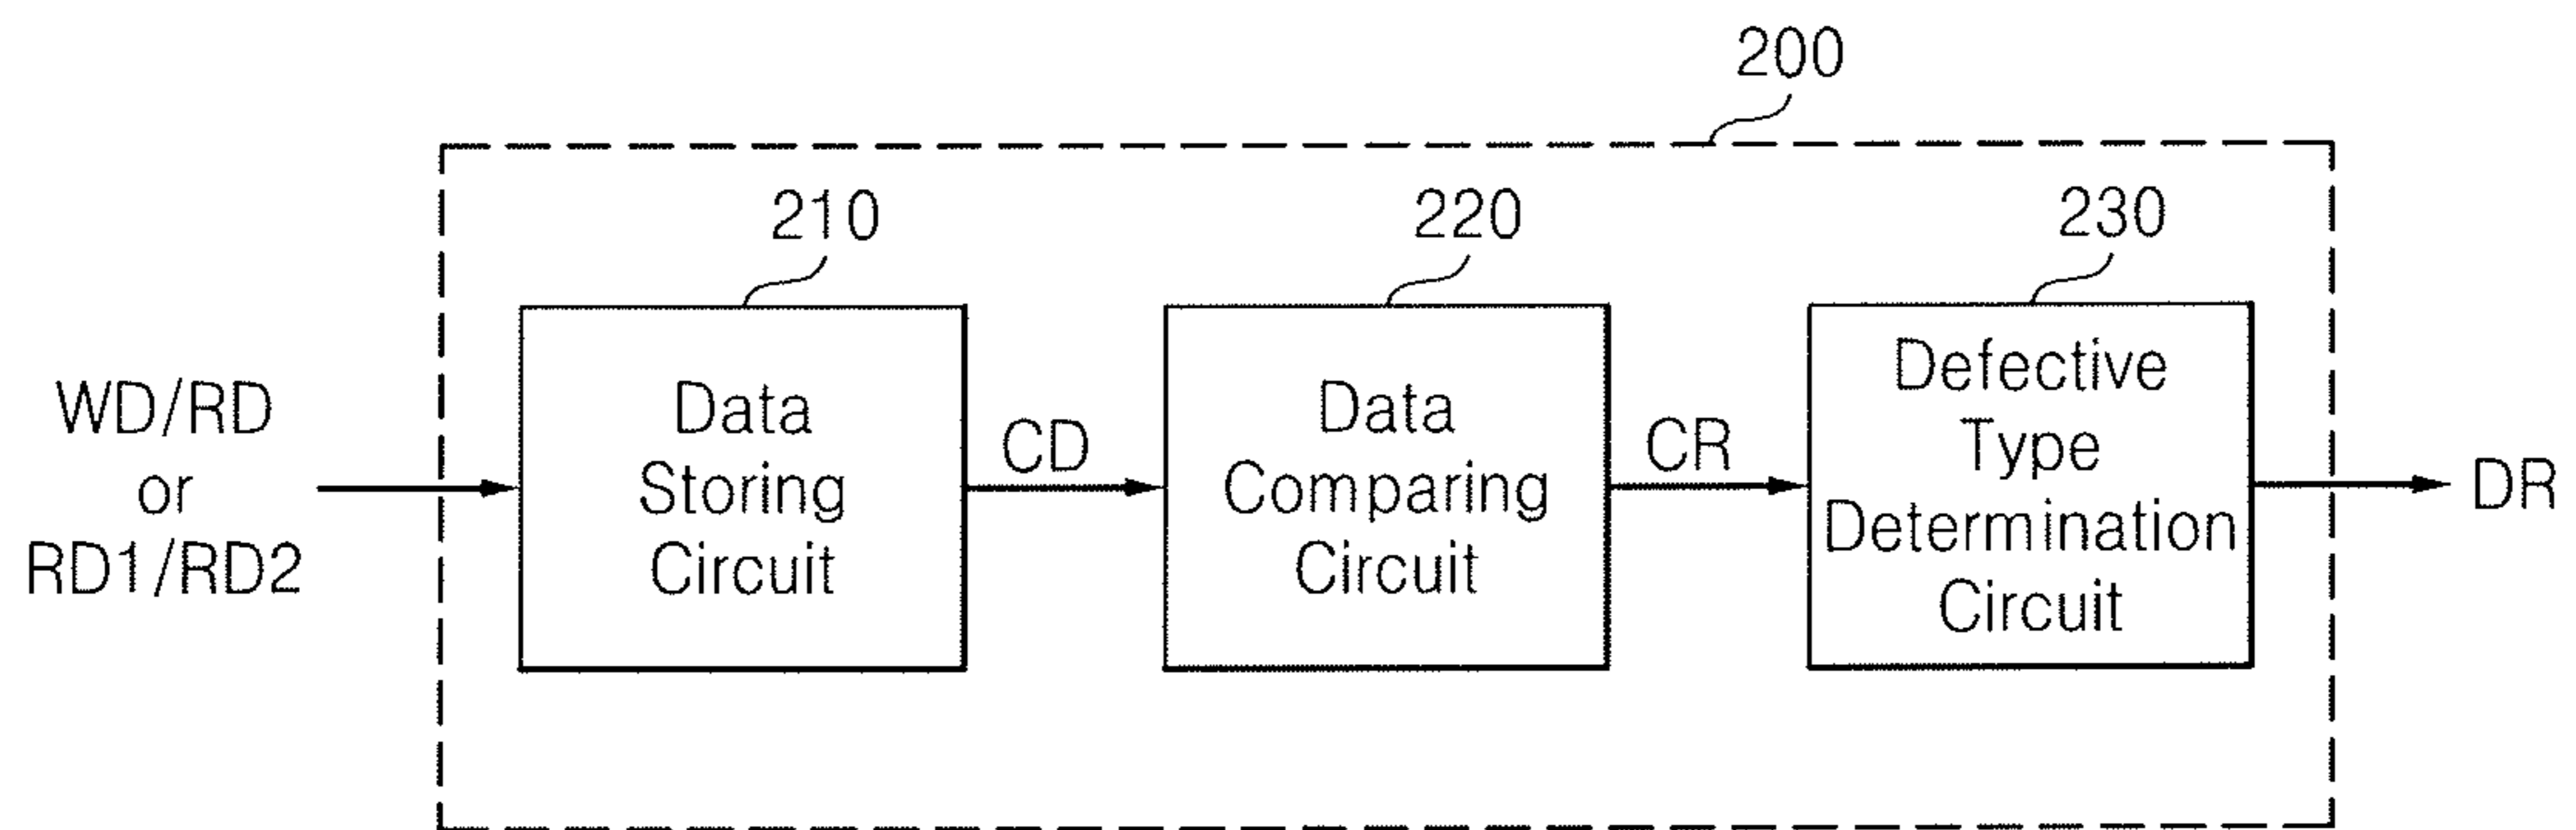 200
210
220
230
WD/RD
or
RD1/RD2
Data
Storing
Circuit
CD
Data
Comparing
Circuit
CR
Defective
Type
Determination
Circuit
DR